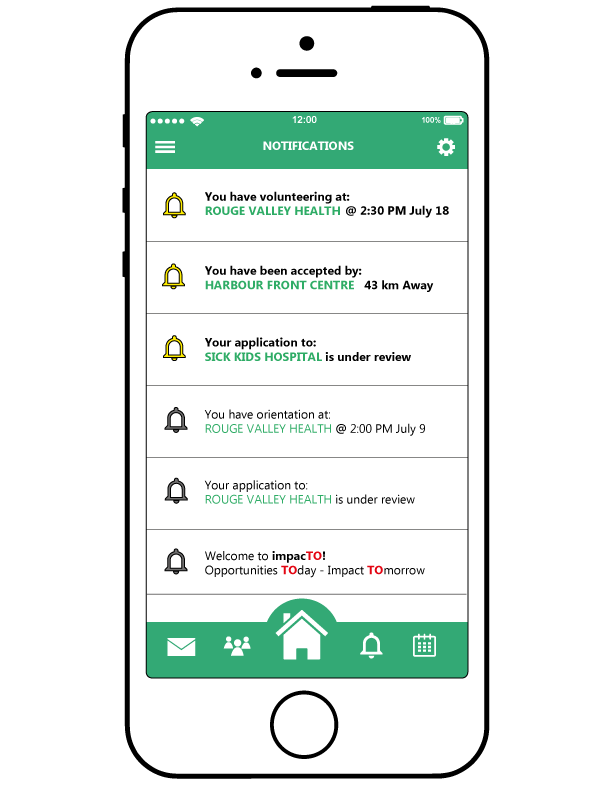 12:00
100%
NOTIFICATIONS
You have volunteering at:
ROUGE VALLEY HEALTH @ 2:30 PM July 18
You have been accepted by:
HARBOUR FRONT CENTRE 43 km Away
Your application to:
SICK KIDS HOSPITAL is under review
You have orientation at:
ROUGE VALLEY HEALTH @ 2:00 PM July 9
Your application to:
ROUGE VALLEY HEALTH is under review
Welcome to impacTO!
Opportunities TOday - Impact TOmorrow